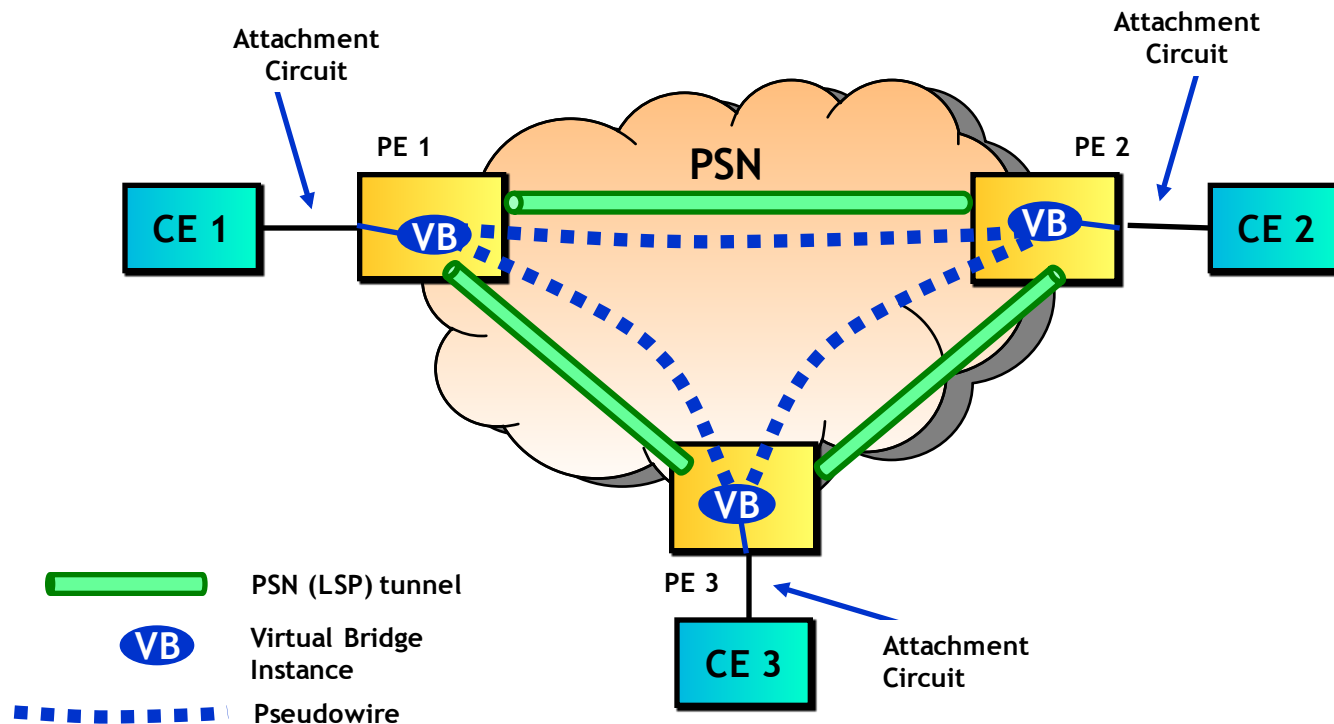 Attachment
Circuit
Attachment
Circuit
PE 1
PSN
PE 2
CE 1
VB
VB
CE 2
VB
PE 3
CE 3
Attachment
Circuit
PSN (LSP) tunnel
VB
Virtual Bridge
Instance
Pseudowire